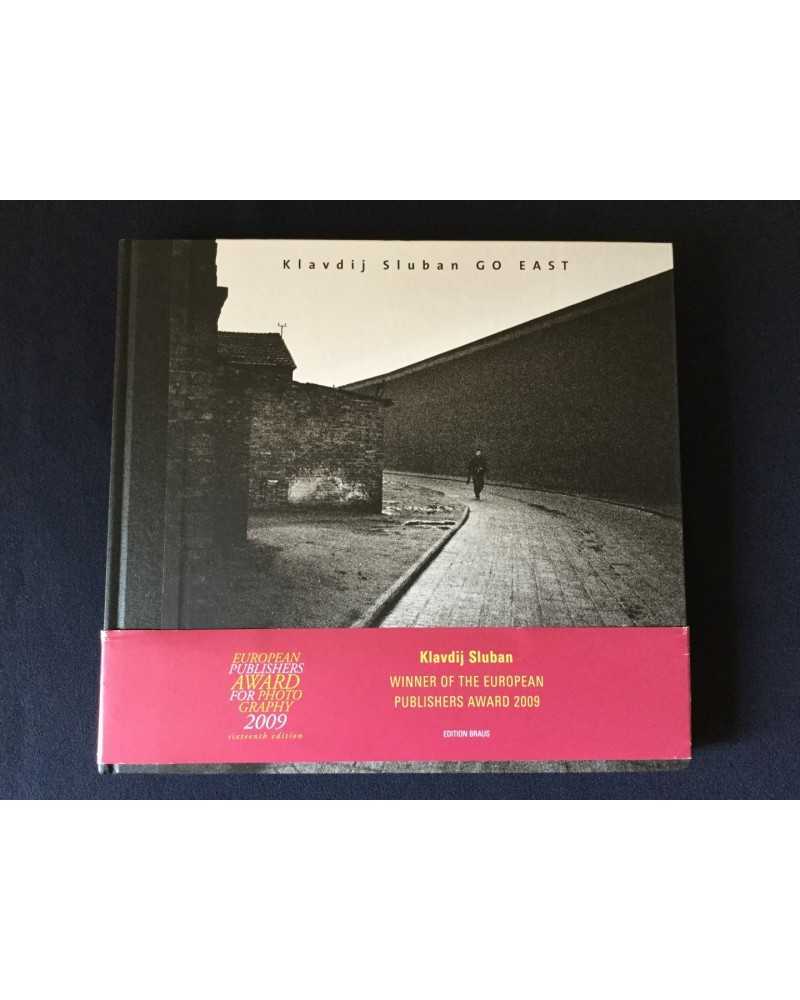 Klavdij Sluban GO EAST
EUROPEAN
PUBLISHERS
AWARD
FOR PHOTO
GRAPHY
2009
sixteenth edition
Klavdij Sluban
WINNER OF THE EUROPEAN
PUBLISHERS AWARD 2009
EDITION BRAUS